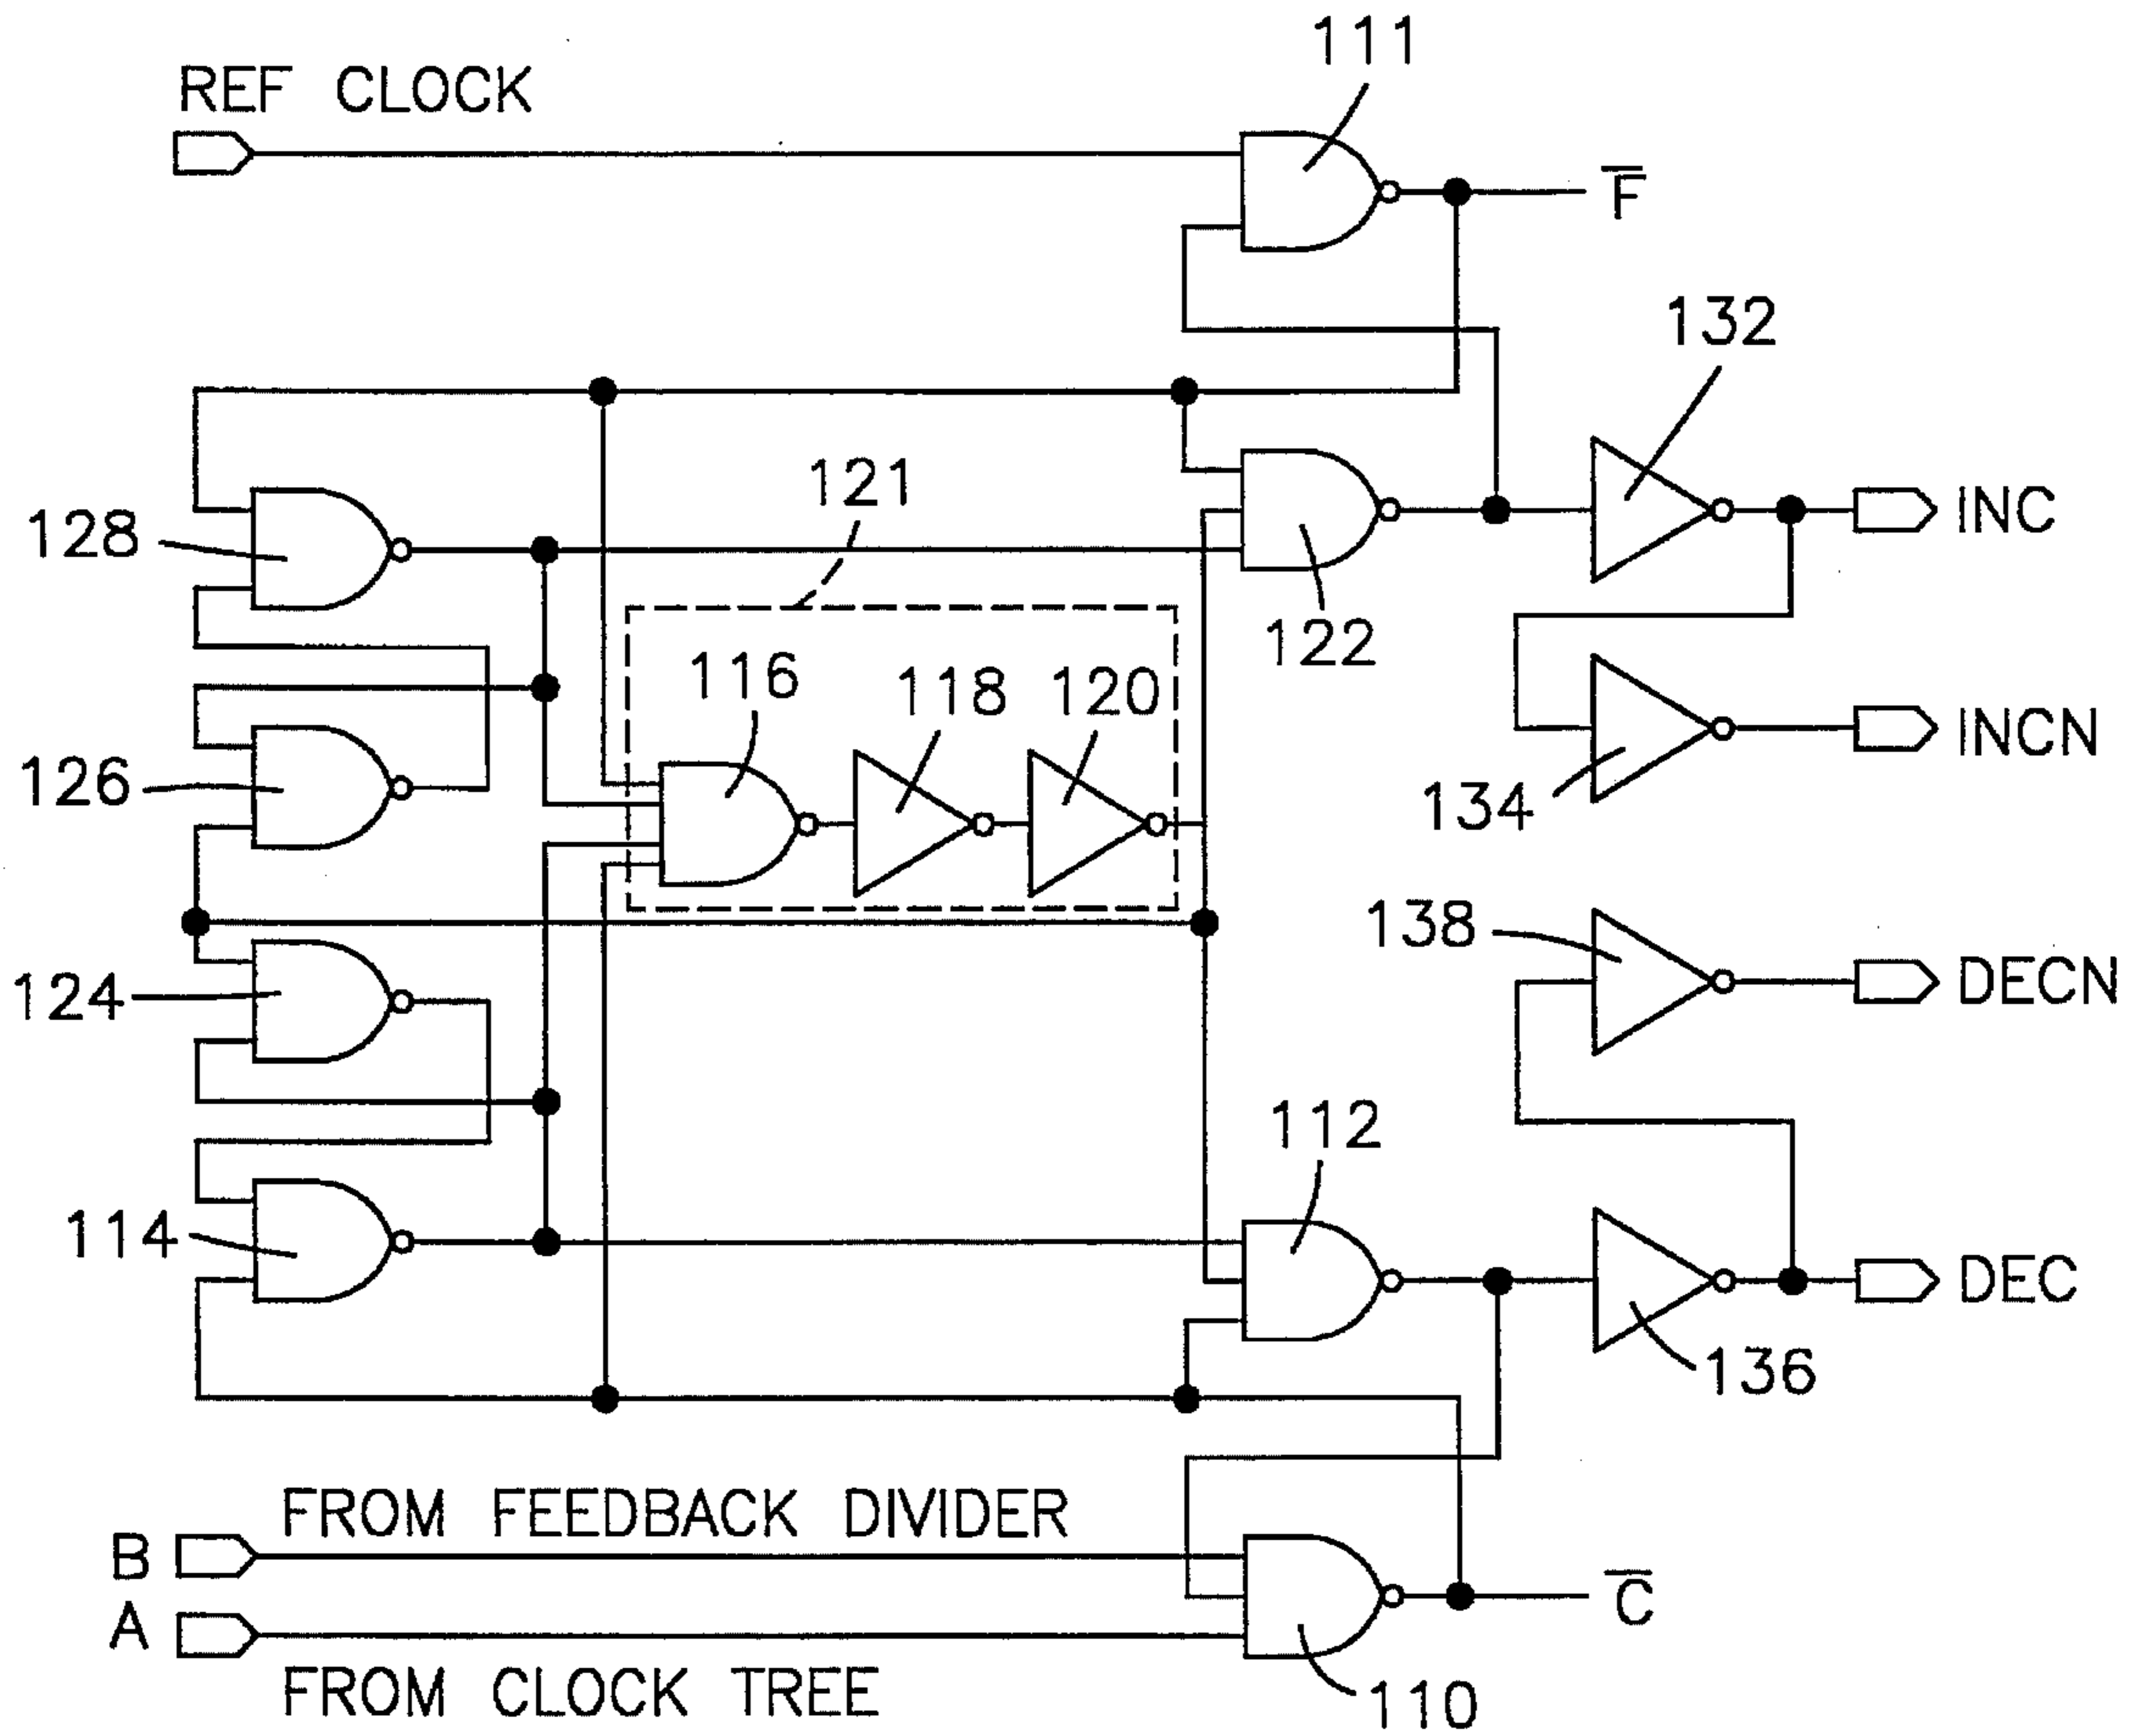 111
REF CLOCK
F̅
132
121
128
INC
122
116
118
120
126
INCN
134
138
124
DECN
112
114
DEC
136
FROM FEEDBACK DIVIDER
B
A
C̅
FROM CLOCK TREE
110